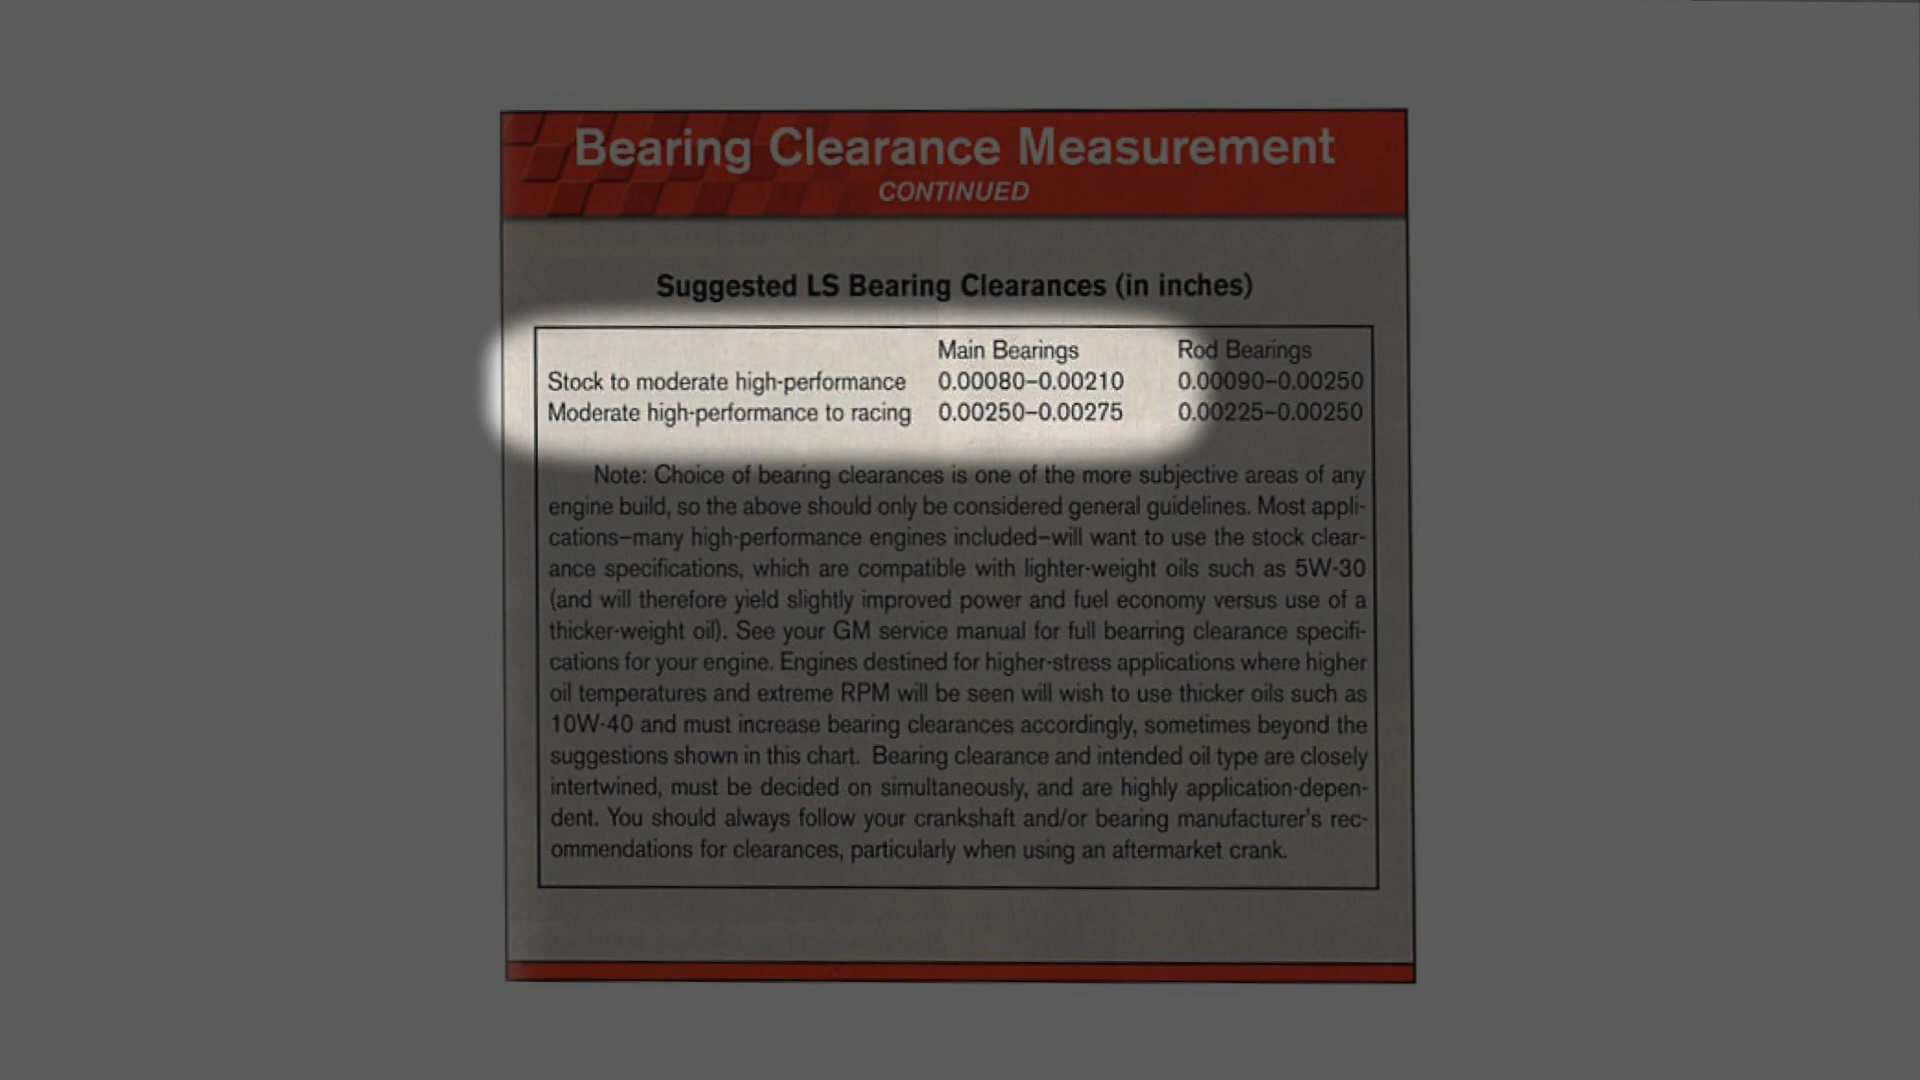 Bearing Clearance Measurement
CONTINUED
Suggested LS Bearing Clearances (in inches)
Main Bearings Rod Bearings
Stock to moderate high-performance 0.00080–0.00210 0.00090–0.00250
Moderate high-performance to racing 0.00250–0.00275 0.00225–0.00250
Note: Choice of bearing clearances is one of the more subjective areas of any
engine build, so the above should only be considered general guidelines. Most appli-
cations–many high-performance engines included–will want to use the stock clear-
ance specifications, which are compatible with lighter-weight oils such as 5W-30
(and will therefore yield slightly improved power and fuel economy versus use of a
thicker-weight oil). See your GM service manual for full bearring clearance specifi-
cations for your engine. Engines destined for higher-stress applications where higher
oil temperatures and extreme RPM will be seen will wish to use thicker oils such as
10W-40 and must increase bearing clearances accordingly, sometimes beyond the
suggestions shown in this chart. Bearing clearance and intended oil type are closely
intertwined, must be decided on simultaneously, and are highly application-depen-
dent. You should always follow your crankshaft and/or bearing manufacturer's rec-
ommendations for clearances, particularly when using an aftermarket crank.